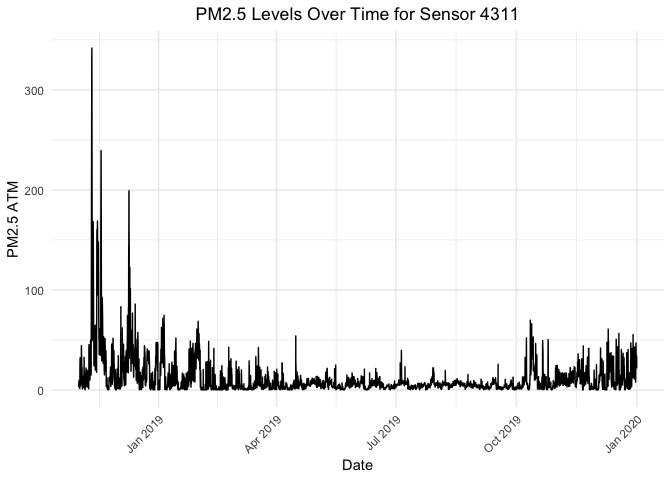 PM2.5 Levels Over Time for Sensor 4311
PM2.5 ATM
300
200
100
0
Jan 2019
Apr 2019
Jul 2019
Oct 2019
Jan 2020
Date